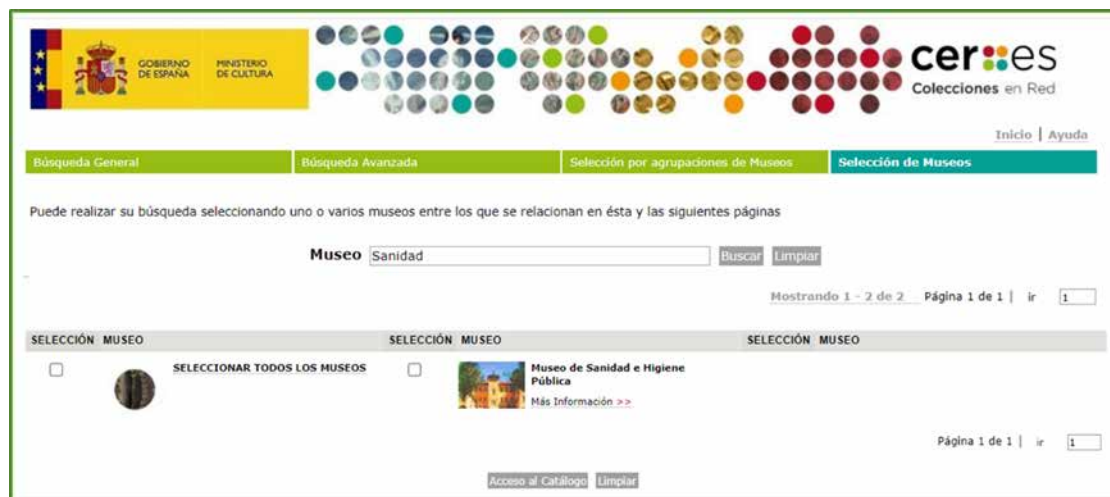 GOBIERNO DE ESPAÑA
MINISTERIO DE CULTURA
cer::es
Colecciones en Red
Inicio | Ayuda
Búsqueda General Búsqueda Avanzada Selección por agrupaciones de Museos Selección de Museos
Puede realizar su búsqueda seleccionando uno o varios museos entre los que se relacionan en ésta y las siguientes páginas
Museo Sanidad Buscar Limpiar
Mostrando 1 - 2 de 2 Página 1 de 1 | ir 1
SELECCIÓN MUSEO SELECCIÓN MUSEO SELECCIÓN MUSEO
SELECCIONAR TODOS LOS MUSEOS
Museo de Sanidad e Higiene
Pública
Más Información >>
Página 1 de 1 | ir 1
Acceso al Catálogo Limpiar